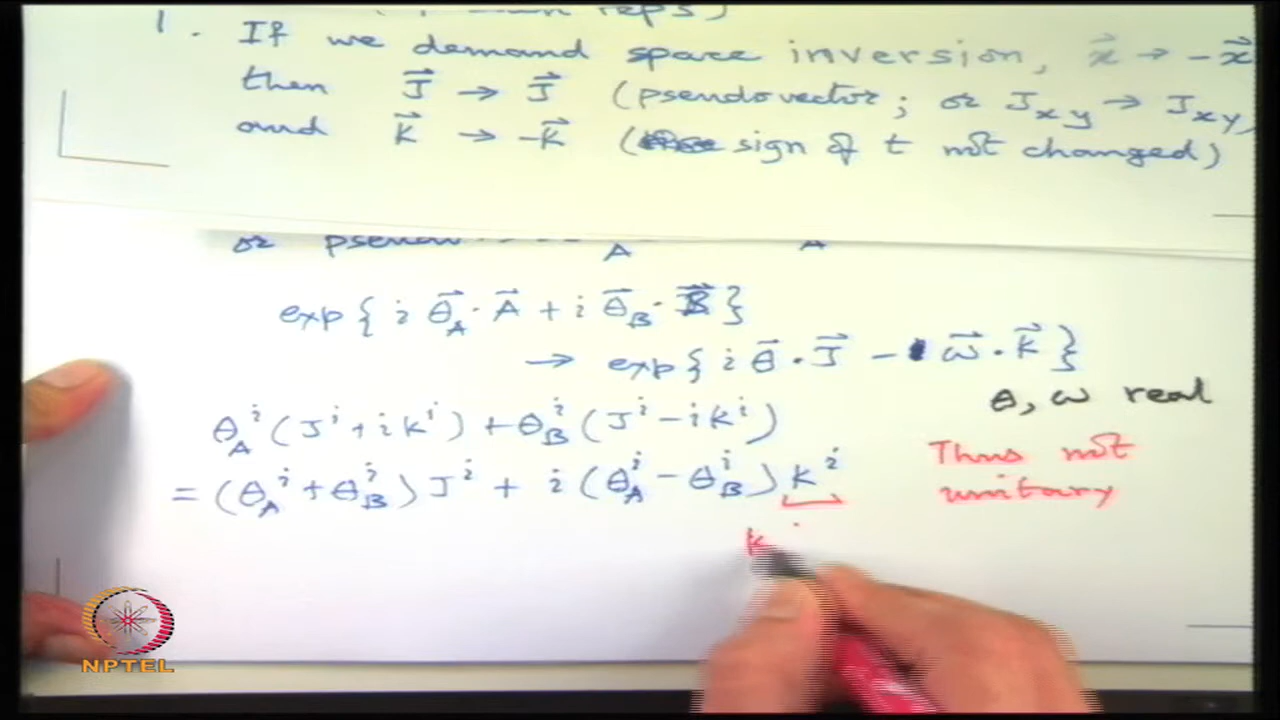 1. If we demand space inversion, x⃗ → -x⃗
then J⃗ → J⃗ (pseudovector; or J_xy → J_xy,
and K⃗ → -K⃗ ( sign of t not changed)
or
A A
exp{ i θ⃗_A · A⃗ + i θ⃗_B · B⃗ }
→ exp{ i θ⃗ · J⃗ - ω⃗ · K⃗ }
θ, ω real
θ_A^i (J^i + i K^i) + θ_B^i (J^i - i K^i)
= (θ_A^i + θ_B^i) J^i + i (θ_A^i - θ_B^i) K^i
Thus not
unitary
K
NPTEL